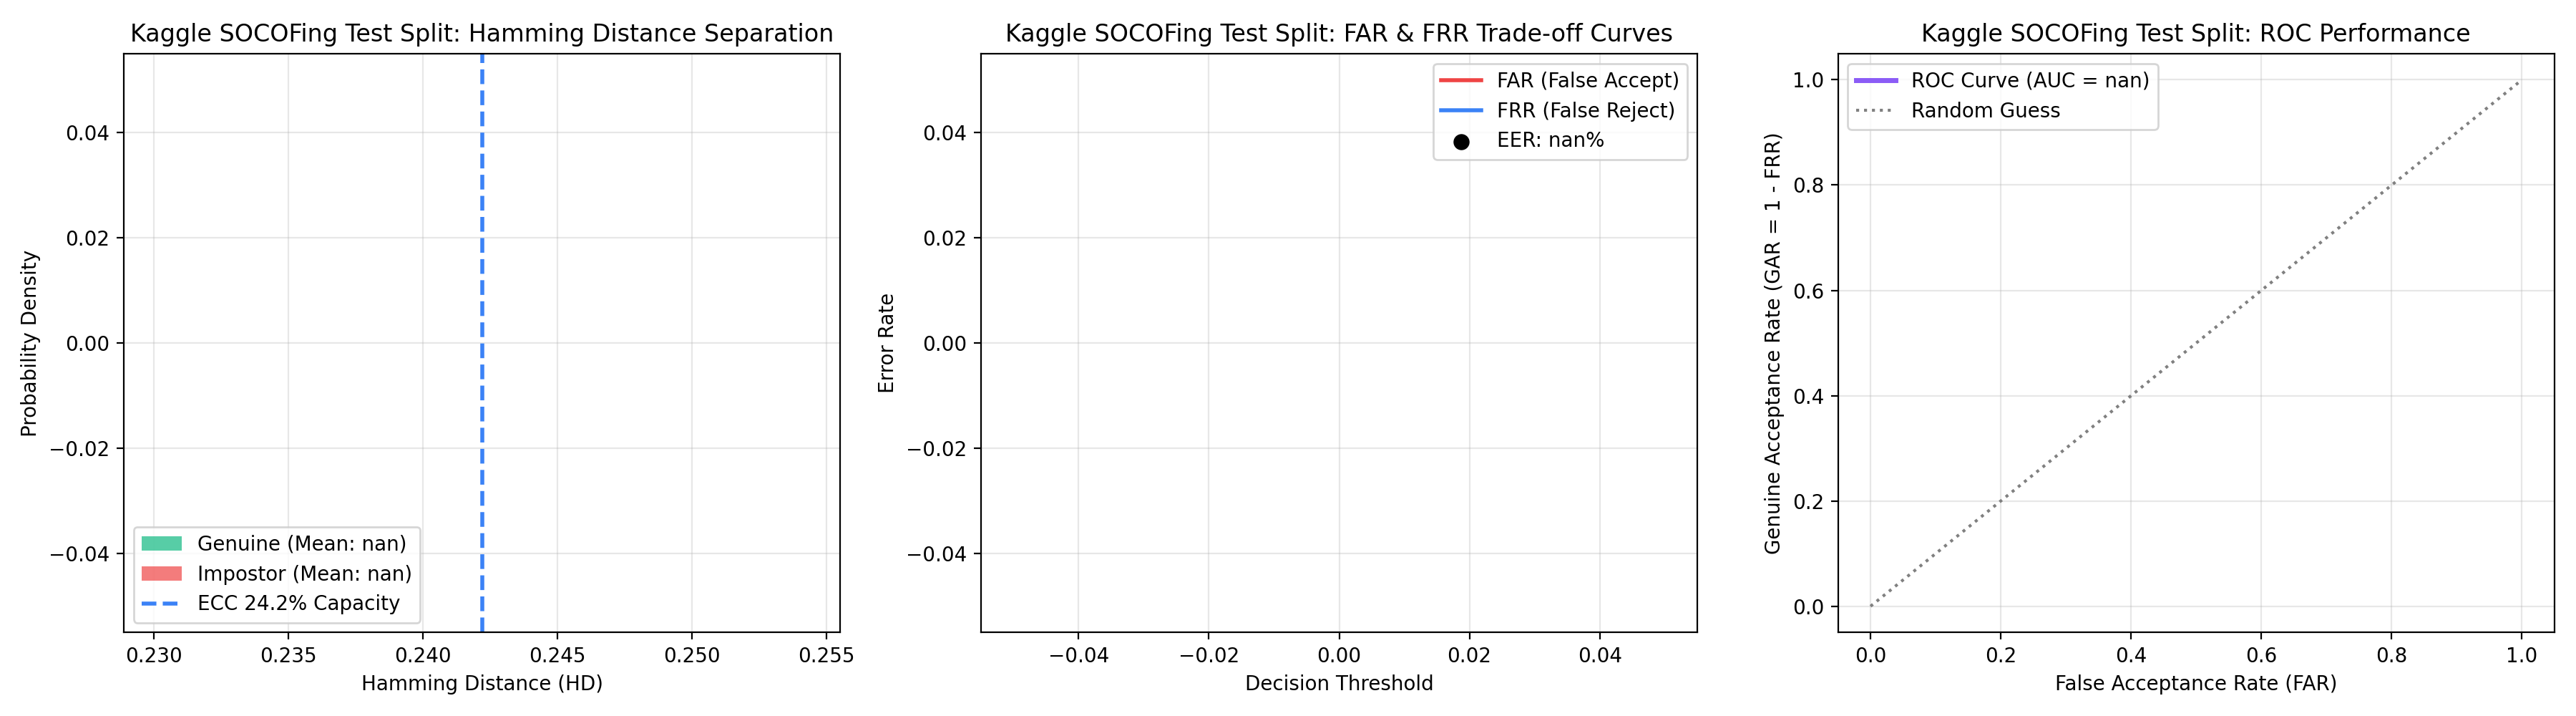 Kaggle SOCOFing Test Split: Hamming Distance Separation
Probability Density
0.04
0.02
0.00
−0.02
−0.04
Genuine (Mean: nan)
Impostor (Mean: nan)
ECC 24.2% Capacity
0.230 0.235 0.240 0.245 0.250 0.255
Hamming Distance (HD)
Kaggle SOCOFing Test Split: FAR & FRR Trade-off Curves
Error Rate
FAR (False Accept)
FRR (False Reject)
EER: nan%
0.04
0.02
0.00
−0.02
−0.04
−0.04 −0.02 0.00 0.02 0.04
Decision Threshold
Kaggle SOCOFing Test Split: ROC Performance
Genuine Acceptance Rate (GAR = 1 - FRR)
ROC Curve (AUC = nan)
Random Guess
1.0
0.8
0.6
0.4
0.2
0.0
0.0 0.2 0.4 0.6 0.8 1.0
False Acceptance Rate (FAR)